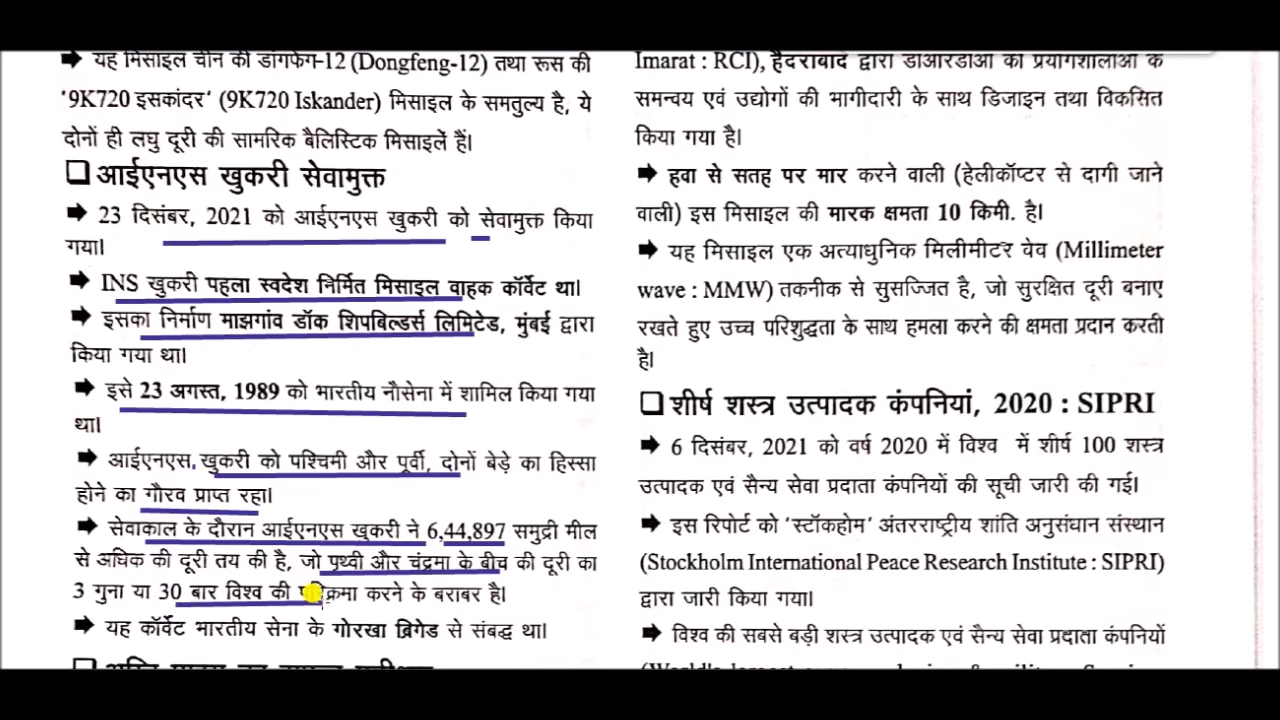 ➡ यह मिसाइल चीन की डांगफेंग-12 (Dongfeng-12) तथा रूस की
'9K720 इसकांदर' (9K720 Iskander) मिसाइल के समतुल्य है, ये
दोनों ही लघु दूरी की सामरिक बैलिस्टिक मिसाइलें हैं।
❑ आईएनएस खुकरी सेवामुक्त
➡ 23 दिसंबर, 2021 को आईएनएस खुकरी को सेवामुक्त किया
गया।
➡ INS खुकरी पहला स्वदेश निर्मित मिसाइल वाहक कॉर्वेट था।
➡ इसका निर्माण माझगांव डॉक शिपबिल्डर्स लिमिटेड, मुंबई द्वारा
किया गया था।
➡ इसे 23 अगस्त, 1989 को भारतीय नौसेना में शामिल किया गया
था।
➡ आईएनएस खुकरी को पश्चिमी और पूर्वी, दोनों बेड़े का हिस्सा
होने का गौरव प्राप्त रहा।
➡ सेवाकाल के दौरान आईएनएस खुकरी ने 6,44,897 समुद्री मील
से अधिक की दूरी तय की है, जो पृथ्वी और चंद्रमा के बीच की दूरी का
3 गुना या 30 बार विश्व की परिक्रमा करने के बराबर है।
➡ यह कॉर्वेट भारतीय सेना के गोरखा ब्रिगेड से संबद्ध था।
Imarat : RCI), हैदराबाद द्वारा डीआरडीओ की प्रयोगशालाओं के
समन्वय एवं उद्योगों की भागीदारी के साथ डिजाइन तथा विकसित
किया गया है।
➡ हवा से सतह पर मार करने वाली (हेलीकॉप्टर से दागी जाने
वाली) इस मिसाइल की मारक क्षमता 10 किमी. है।
➡ यह मिसाइल एक अत्याधुनिक मिलीमीटर वेव (Millimeter
wave : MMW) तकनीक से सुसज्जित है, जो सुरक्षित दूरी बनाए
रखते हुए उच्च परिशुद्धता के साथ हमला करने की क्षमता प्रदान करती
है।
❑ शीर्ष शस्त्र उत्पादक कंपनियां, 2020 : SIPRI
➡ 6 दिसंबर, 2021 को वर्ष 2020 में विश्व में शीर्ष 100 शस्त्र
उत्पादक एवं सैन्य सेवा प्रदाता कंपनियों की सूची जारी की गई।
➡ इस रिपोर्ट को 'स्टॉकहोम' अंतरराष्ट्रीय शांति अनुसंधान संस्थान
(Stockholm International Peace Research Institute : SIPRI)
द्वारा जारी किया गया।
➡ विश्व की सबसे बड़ी शस्त्र उत्पादक एवं सैन्य सेवा प्रदाता कंपनियों